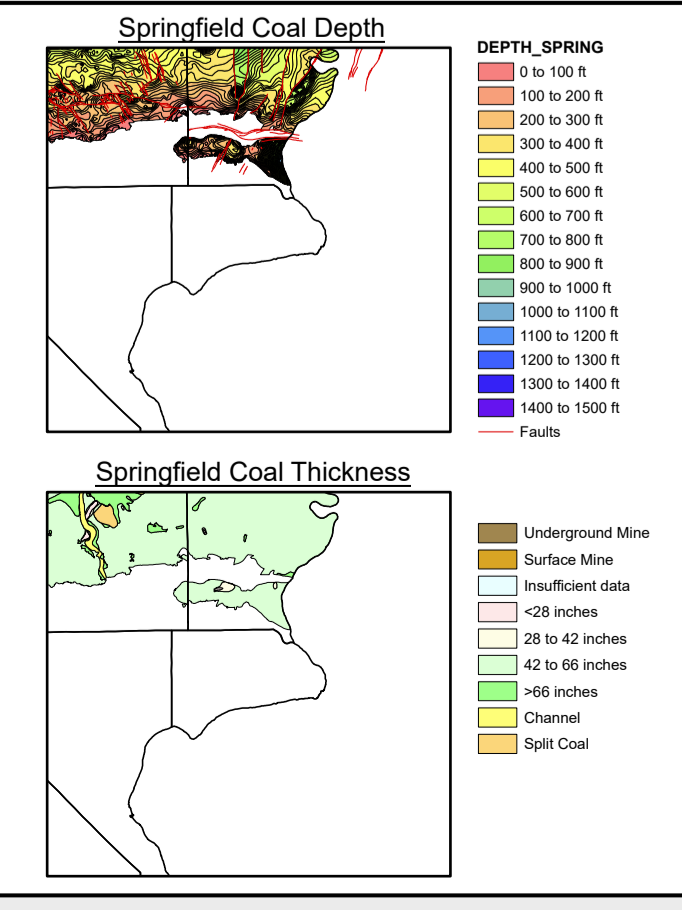 Springfield Coal Depth
DEPTH_SPRING
0 to 100 ft
100 to 200 ft
200 to 300 ft
300 to 400 ft
400 to 500 ft
500 to 600 ft
600 to 700 ft
700 to 800 ft
800 to 900 ft
900 to 1000 ft
1000 to 1100 ft
1100 to 1200 ft
1200 to 1300 ft
1300 to 1400 ft
1400 to 1500 ft
Faults
Springfield Coal Thickness
Underground Mine
Surface Mine
Insufficient data
<28 inches
28 to 42 inches
42 to 66 inches
>66 inches
Channel
Split Coal